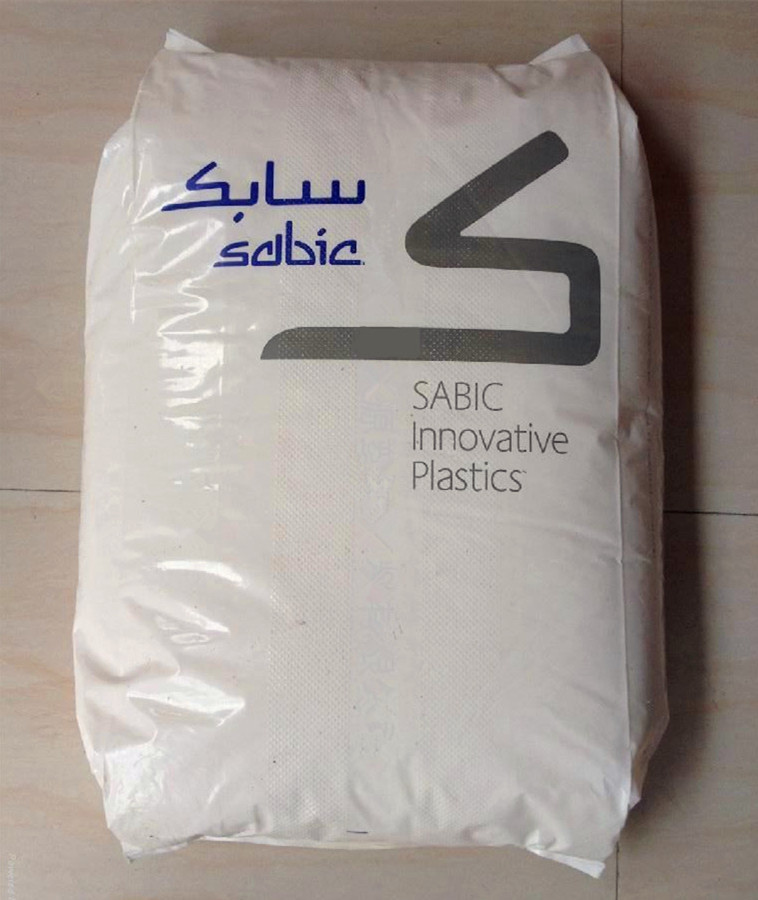 سابك
sabic
SABIC
Innovative
Plastics